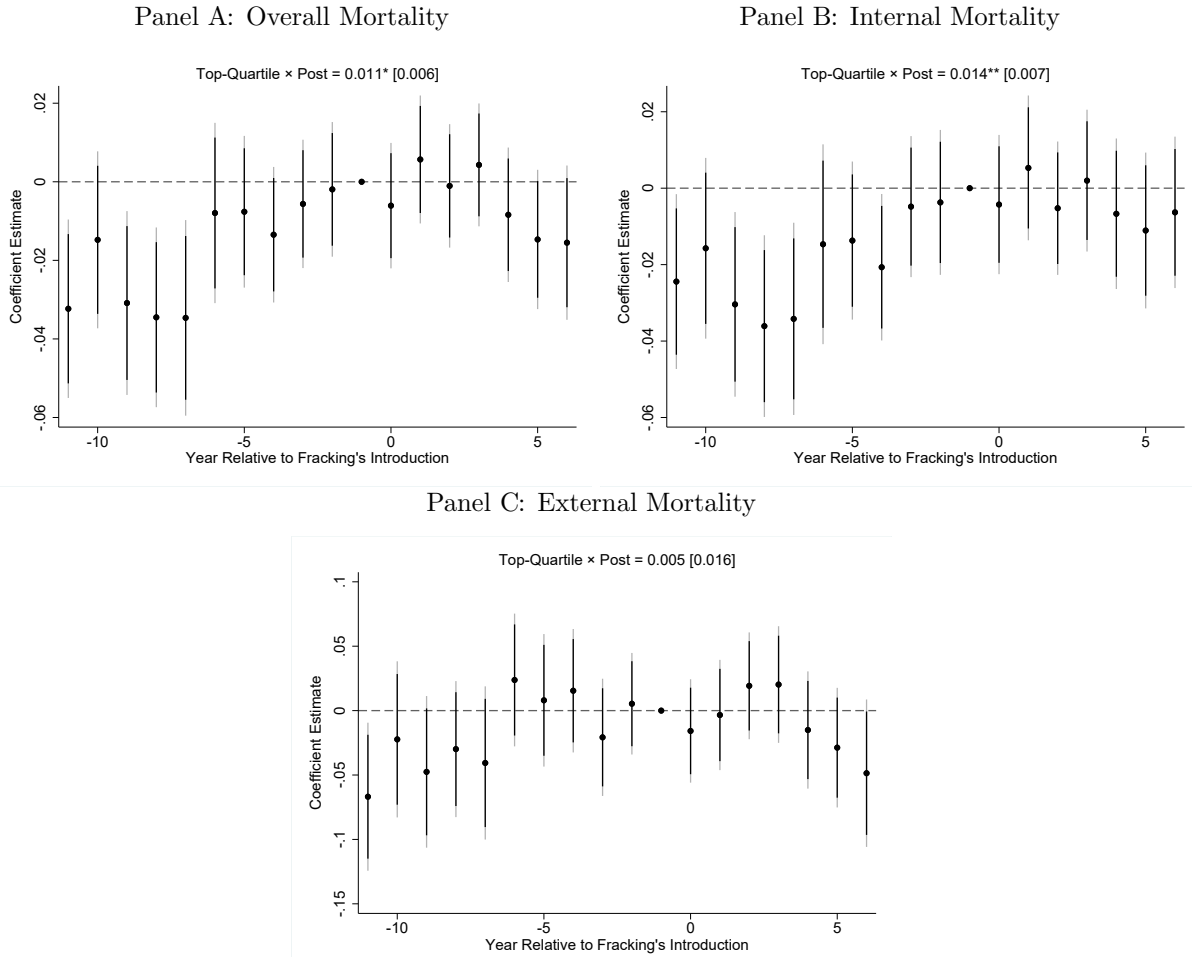 Panel A: Overall Mortality
Top-Quartile × Post = 0.011* [0.006]
Coefficient Estimate
.02
0
-.02
-.04
-.06
-10
-5
0
5
Year Relative to Fracking's Introduction
Panel B: Internal Mortality
Top-Quartile × Post = 0.014** [0.007]
Coefficient Estimate
.02
0
-.02
-.04
-.06
-10
-5
0
5
Year Relative to Fracking's Introduction
Panel C: External Mortality
Top-Quartile × Post = 0.005 [0.016]
Coefficient Estimate
.1
.05
0
-.05
-.1
-.15
-10
-5
0
5
Year Relative to Fracking's Introduction